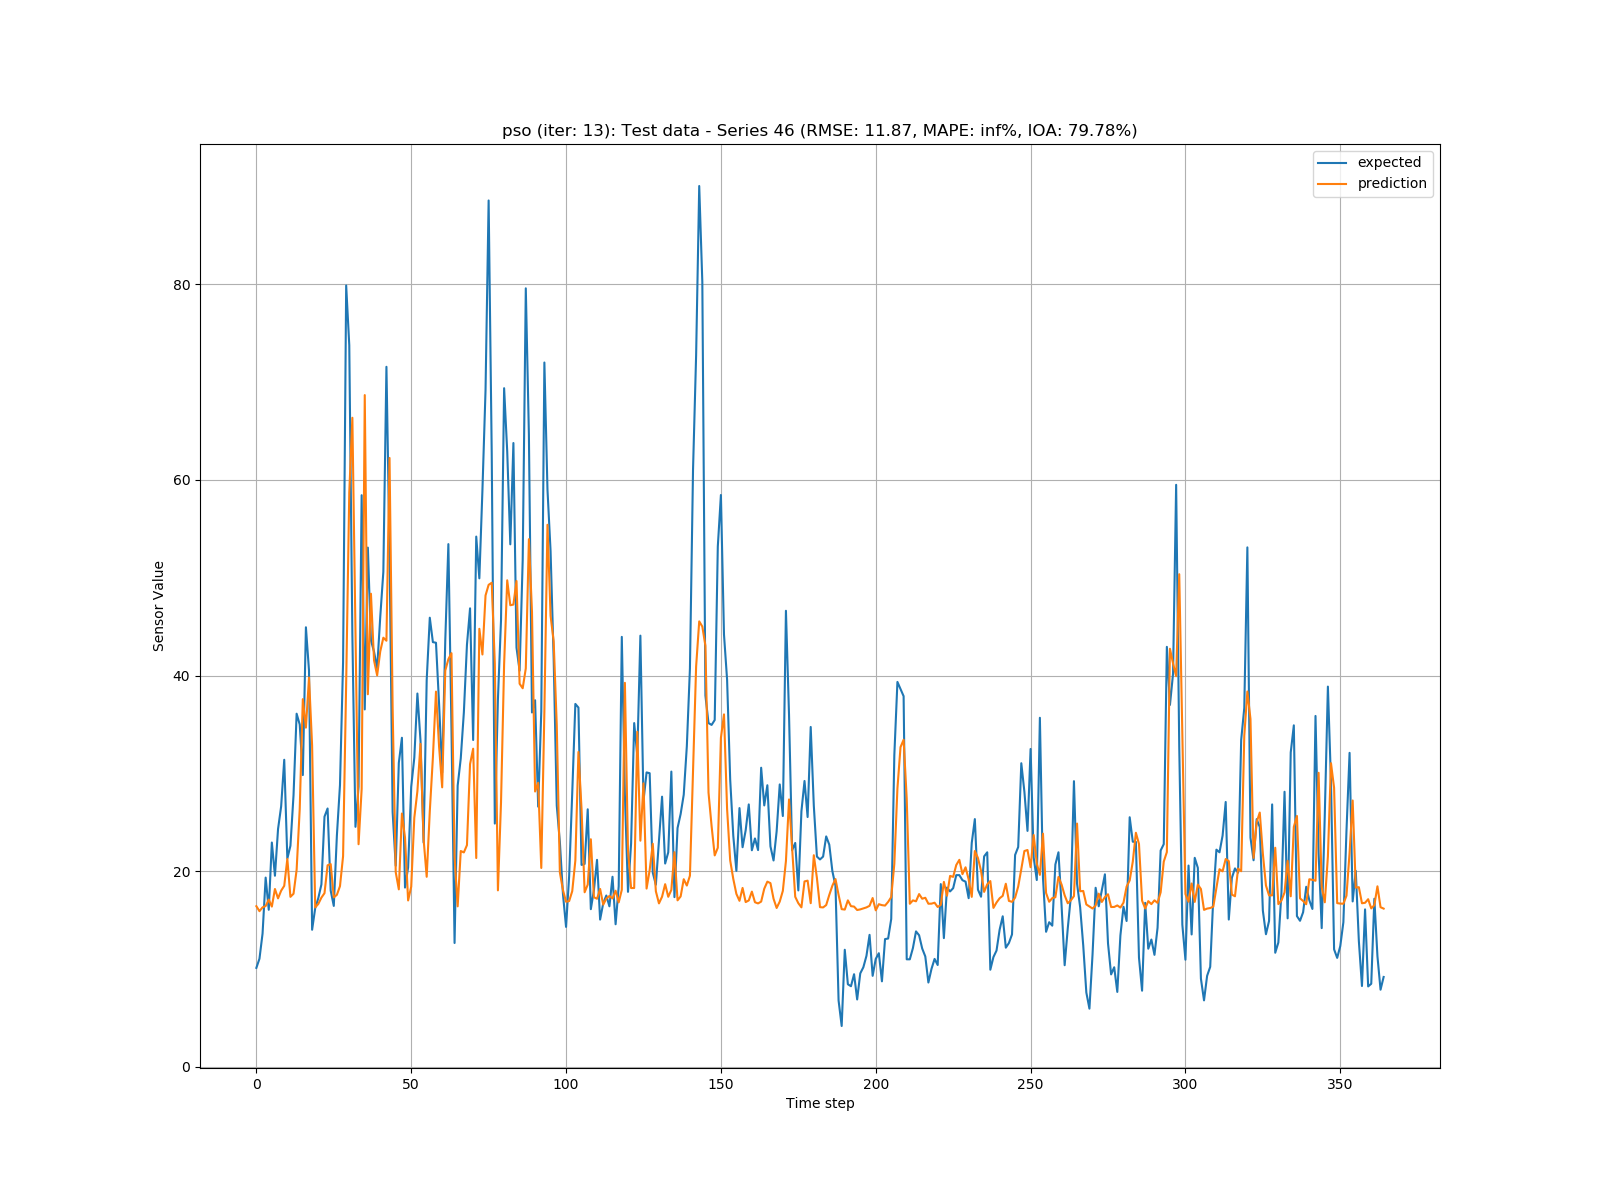 pso (iter: 13): Test data - Series 46 (RMSE: 11.87, MAPE: inf%, IOA: 79.78%)
expected
prediction
80
60
40
20
0
Sensor Value
0 50 100 150 200 250 300 350
Time step